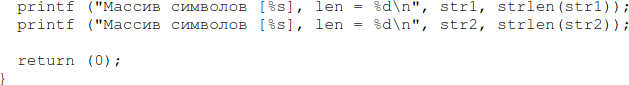 printf ("Массив символов [%s], len = %d\n", str1, strlen(str1));
printf ("Массив символов [%s], len = %d\n", str2, strlen(str2));
return (0);
}